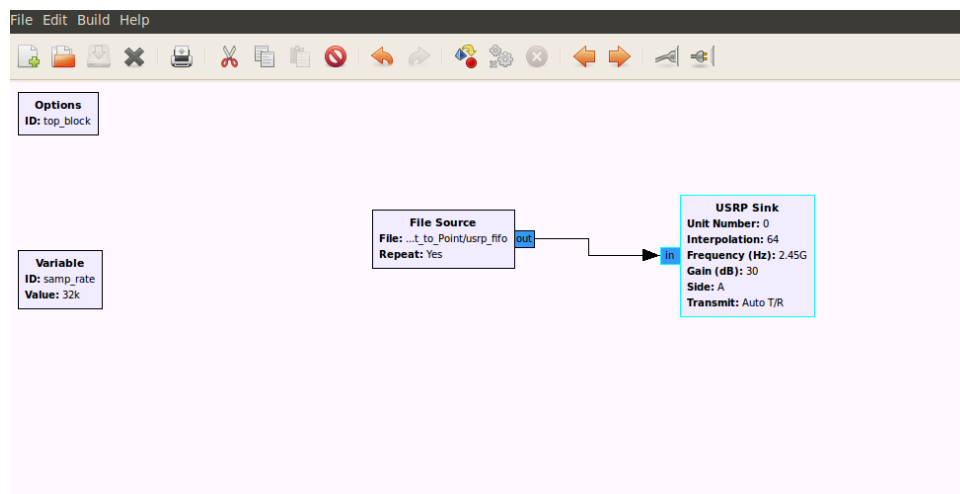 File Edit Build Help
Options
ID: top_block
Variable
ID: samp_rate
Value: 32k
File Source
File: ...t_to_Point/usrp_fifo
Repeat: Yes
out
in
USRP Sink
Unit Number: 0
Interpolation: 64
Frequency (Hz): 2.45G
Gain (dB): 30
Side: A
Transmit: Auto T/R